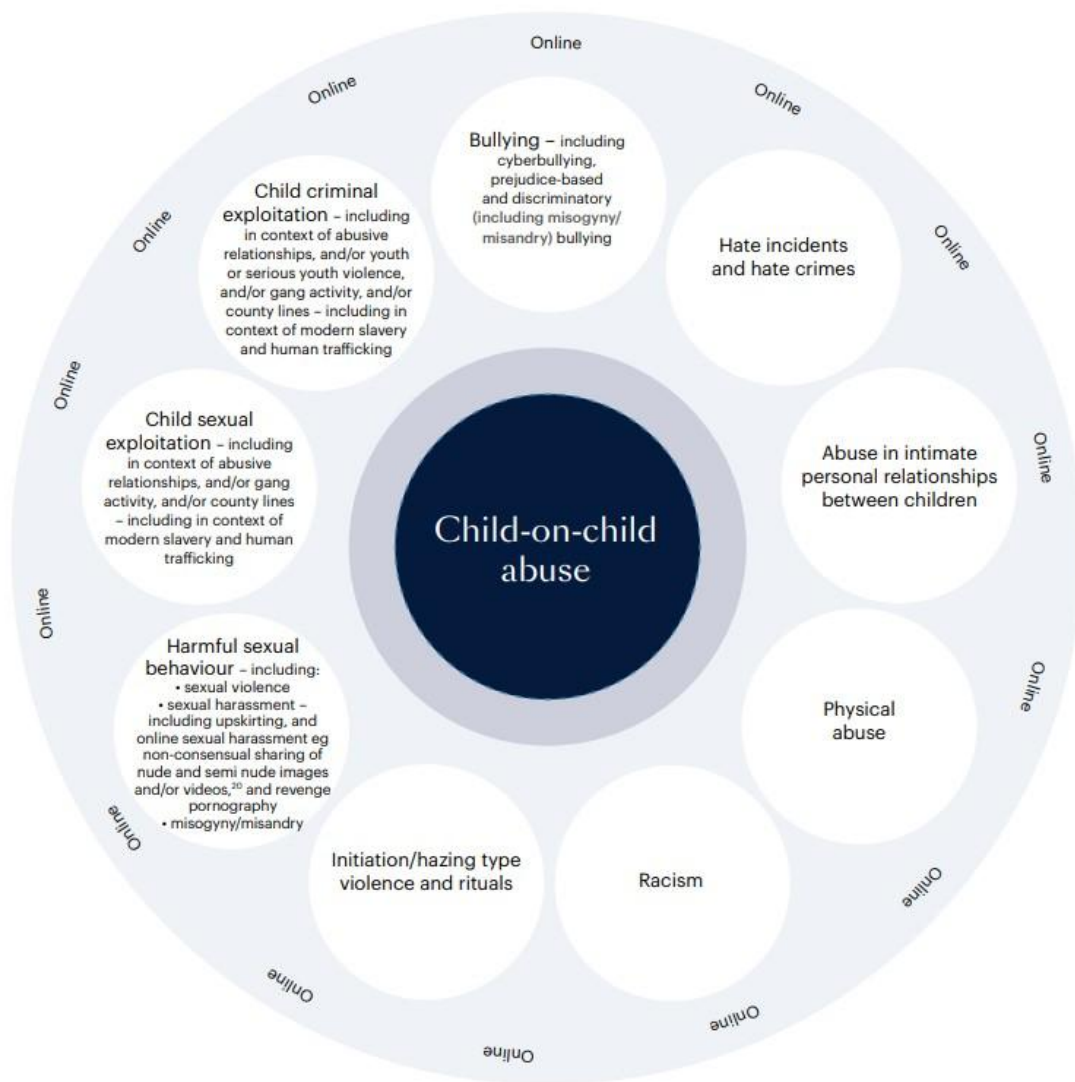 Online
Online
Online
Online
Online
Online
Online
Online
Online
Online
Online
Online
Online
Online
Bullying – including
cyberbullying,
prejudice-based
and discriminatory
(including misogyny/
misandry) bullying
Hate incidents
and hate crimes
Abuse in intimate
personal relationships
between children
Physical
abuse
Racism
Initiation/hazing type
violence and rituals
Harmful sexual
behaviour – including:
• sexual violence
• sexual harassment –
including upskirting, and
online sexual harassment eg
non-consensual sharing of
nude and semi nude images
and/or videos,²⁰ and revenge
pornography
• misogyny/misandry
Child sexual
exploitation – including
in context of abusive
relationships, and/or gang
activity, and/or county lines
– including in context of
modern slavery and human
trafficking
Child criminal
exploitation – including
in context of abusive
relationships, and/or youth
or serious youth violence,
and/or gang activity, and/or
county lines – including in
context of modern slavery
and human trafficking
Child-on-child
abuse